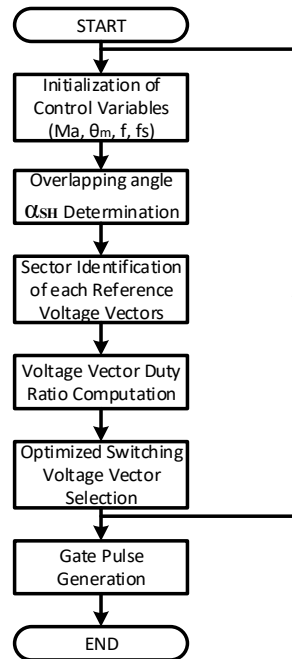 START
Initialization of
Control Variables
(Ma, θm, f, fs)
Overlapping angle
αSH Determination
Sector Identification
of each Reference
Voltage Vectors
Voltage Vector Duty
Ratio Computation
Optimized Switching
Voltage Vector
Selection
Gate Pulse
Generation
END